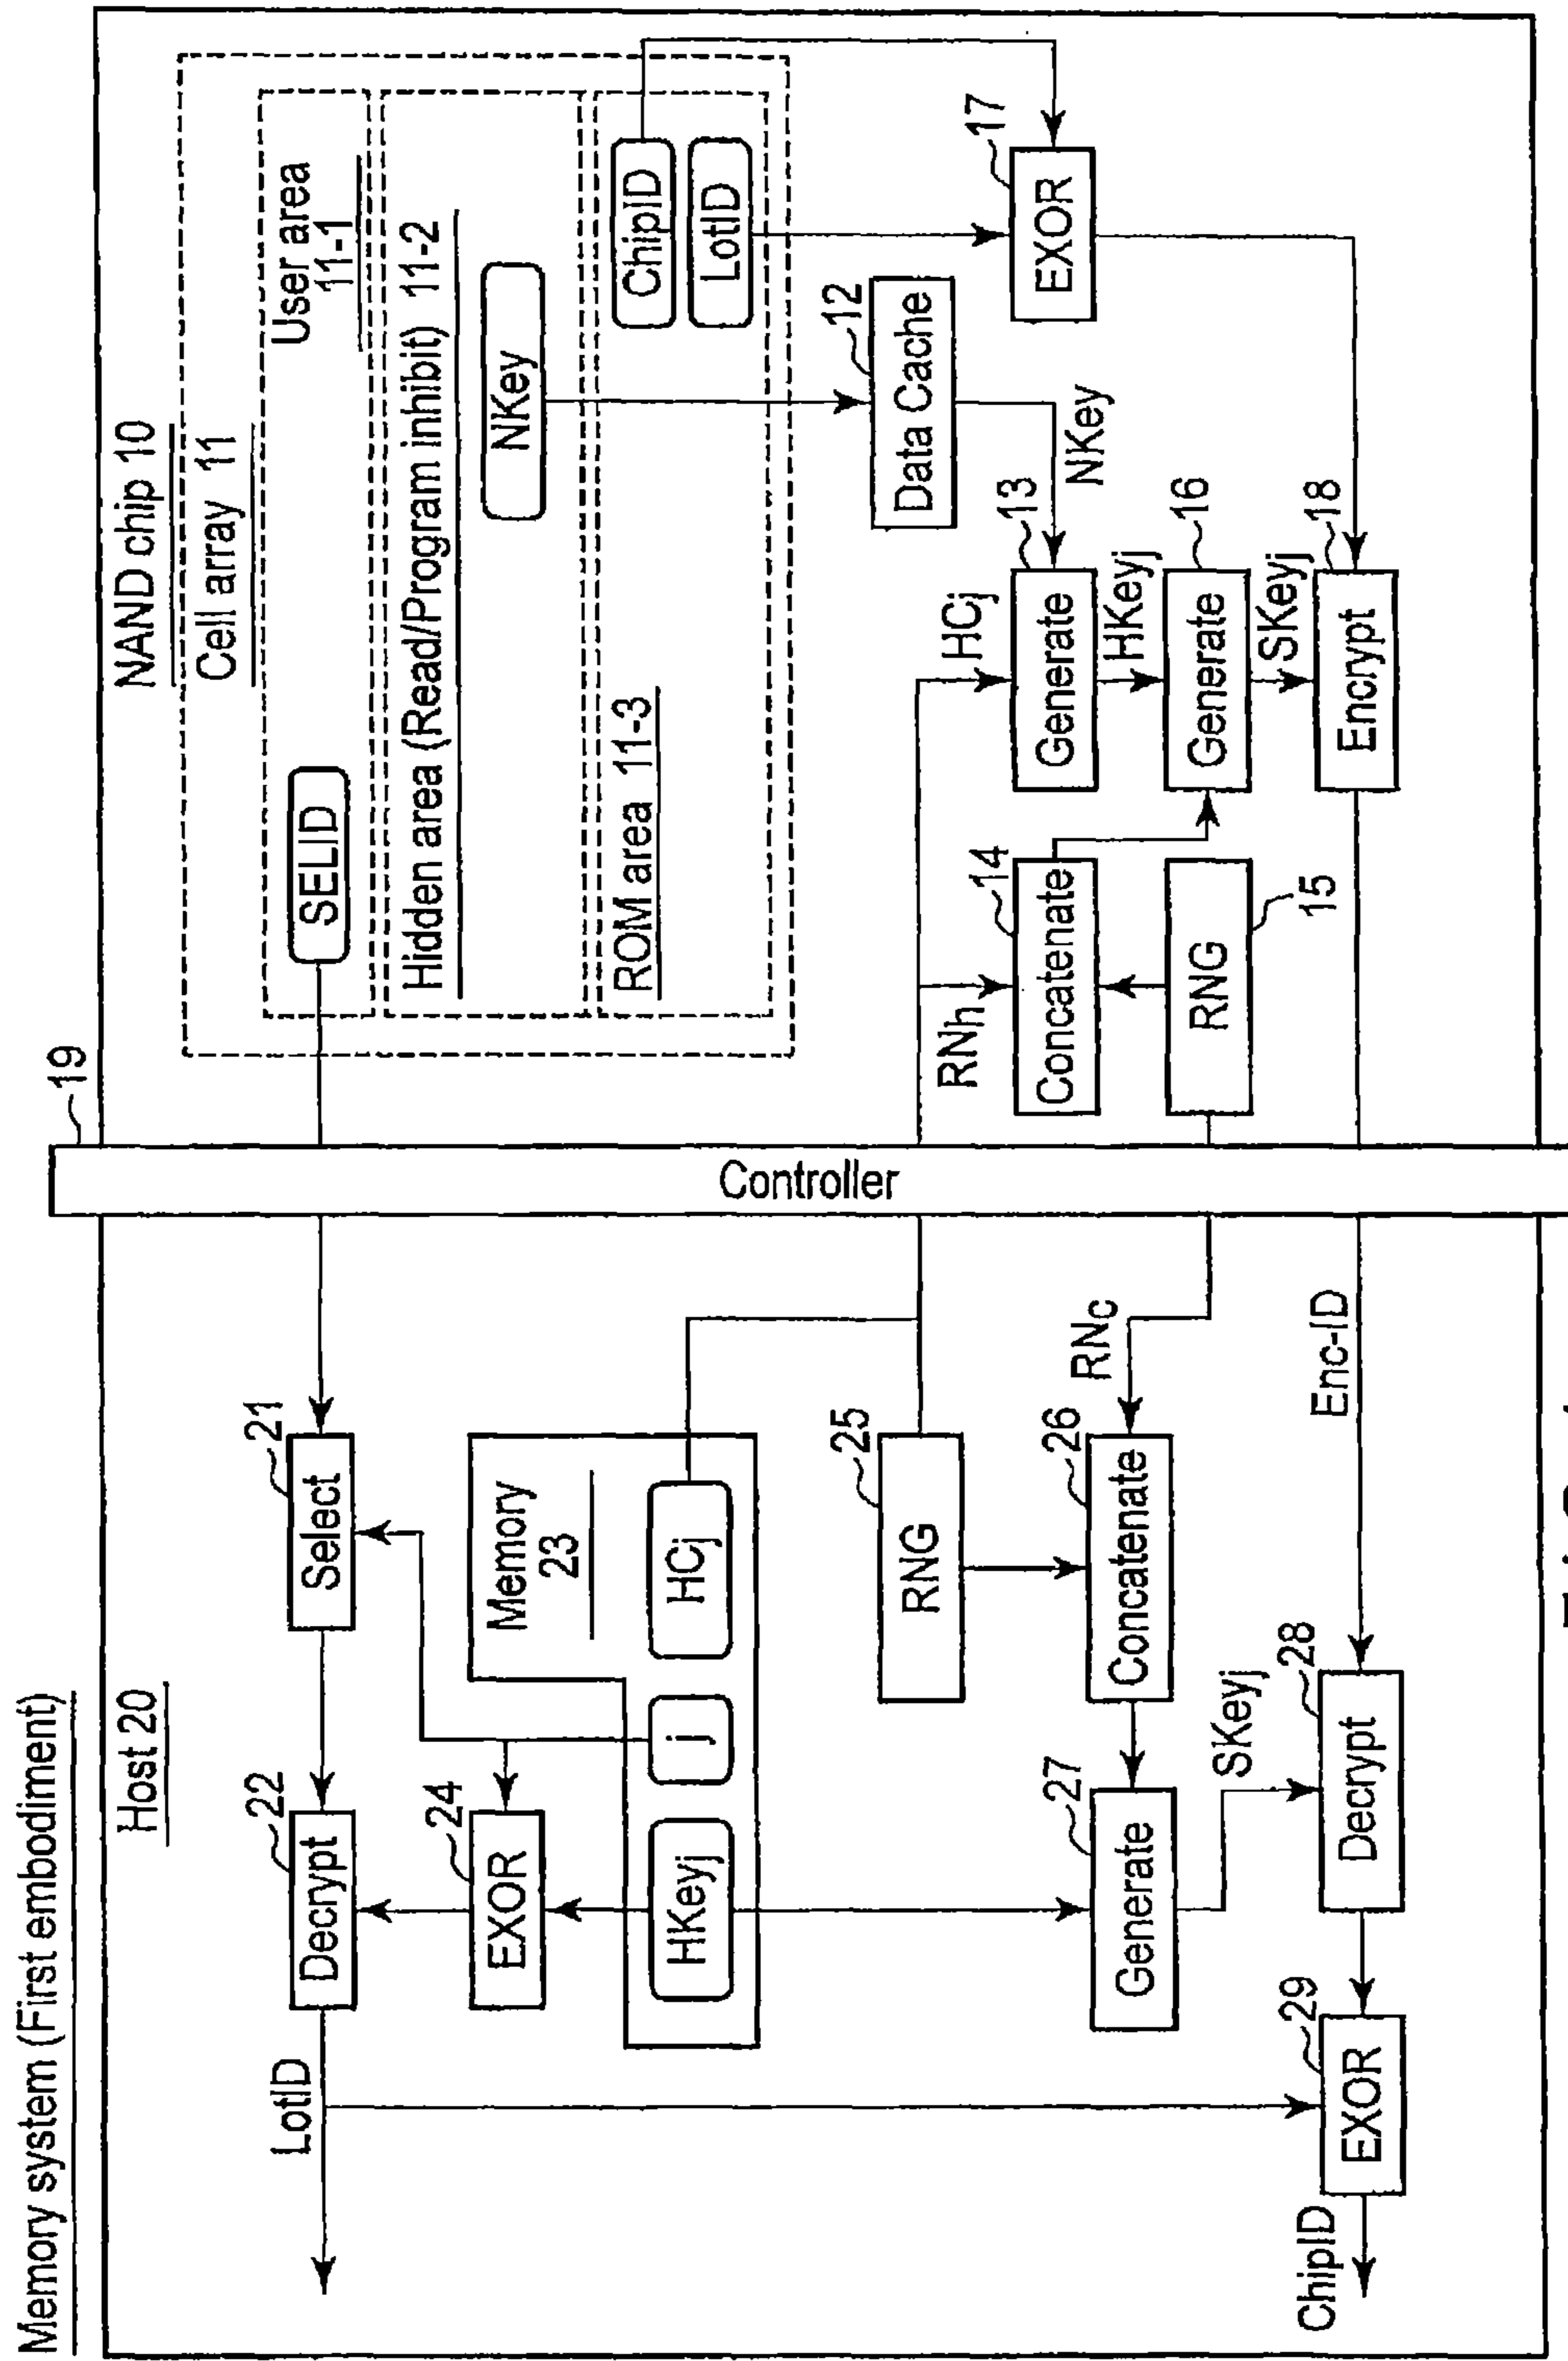 Memory system (First embodiment)
Host 20
LotID
22
Decrypt
21
Select
24
EXOR
Memory
23
HKeyj
j
HCj
25
RNG
RNc
26
Concatenate
27
Generate
SKeyj
28
Decrypt
Enc-ID
29
EXOR
ChipID
19
Controller
NAND chip 10
Cell array 11
SELID
User area
11-1
Hidden area (Read/Program inhibit) 11-2
NKey
ROM area 11-3
ChipID
LotID
12
Data Cache
NKey
17
EXOR
HCj
13
Generate
HKeyj
16
Generate
SKeyj
18
Encrypt
RNh
14
Concatenate
RNG
15